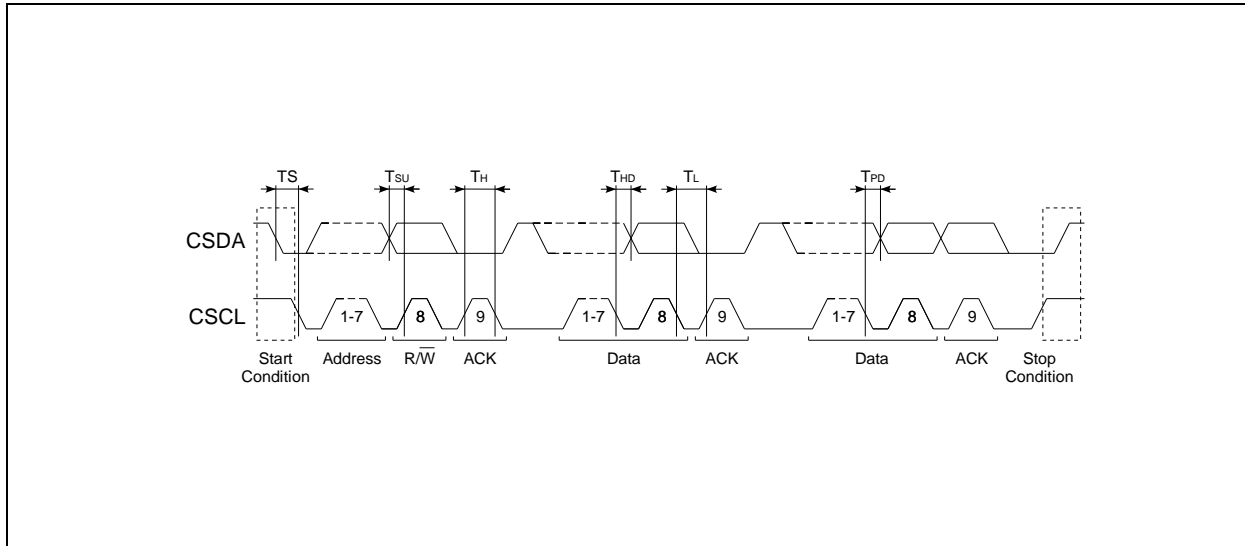 TS TSU TH THD TL TPD
CSDA
CSCL 1-7 8 9 1-7 8 9 1-7 8 9
Start Condition Address R/W̅ ACK Data ACK Data ACK Stop Condition